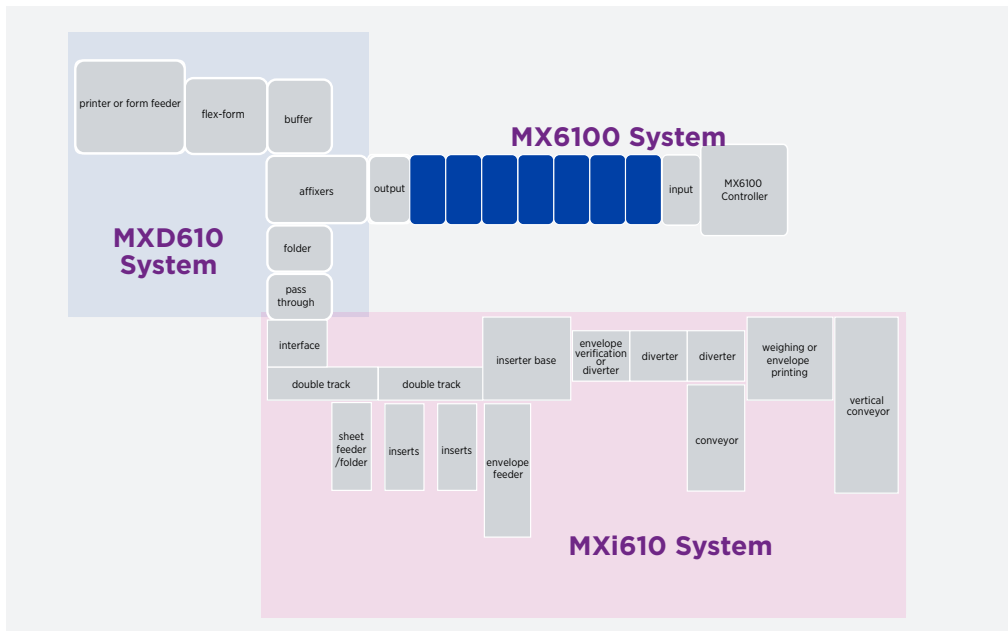 printer or form feeder
flex-form
buffer
MX6100 System
affixers
output
input
MX6100
Controller
MXD610
System
folder
pass
through
interface
inserter base
envelope
verification
or
diverter
diverter
diverter
weighing or
envelope
printing
vertical
conveyor
double track
double track
sheet
feeder
/folder
inserts
inserts
envelope
feeder
conveyor
MXi610 System